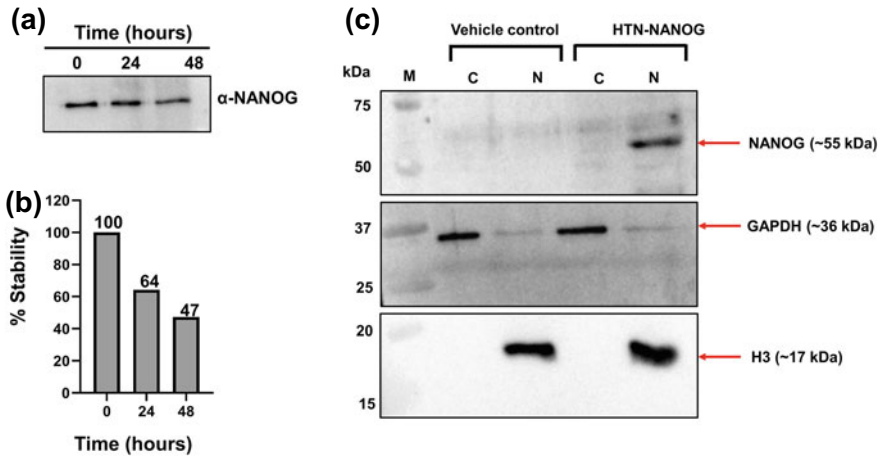 (a)
Time (hours)
0 24 48
α-NANOG
(b)
% Stability
120
100
80
60
40
20
0
100
64
47
0 24 48
Time (hours)
(c)
Vehicle control HTN-NANOG
kDa M C N C N
75
50
NANOG (~55 kDa)
37
25
GAPDH (~36 kDa)
20
15
H3 (~17 kDa)